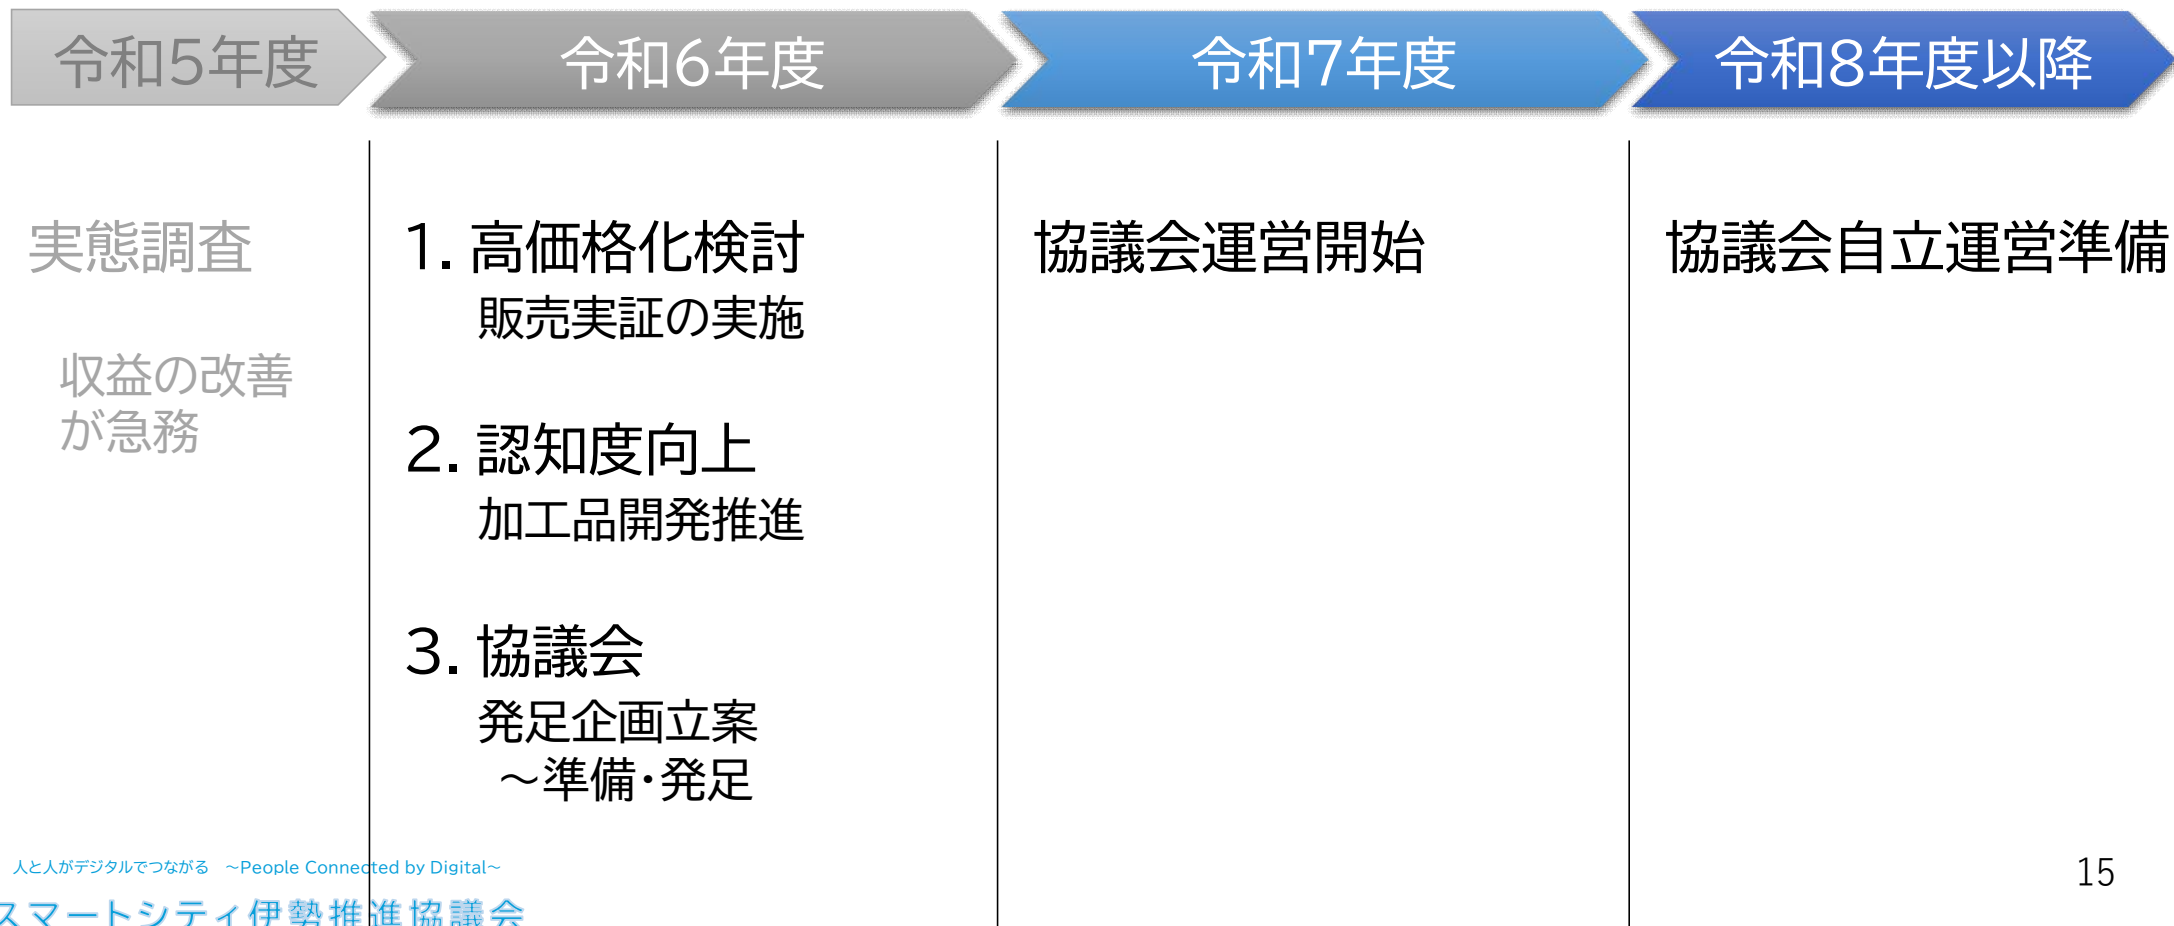 令和5年度
令和6年度
令和7年度
令和8年度以降
実態調査
収益の改善
が急務
1. 高価格化検討
販売実証の実施
2. 認知度向上
加工品開発推進
3. 協議会
発足企画立案
～準備・発足
協議会運営開始
協議会自立運営準備
人と人がデジタルでつながる　～People Connected by Digital～
スマートシティ伊勢推進協議会
15